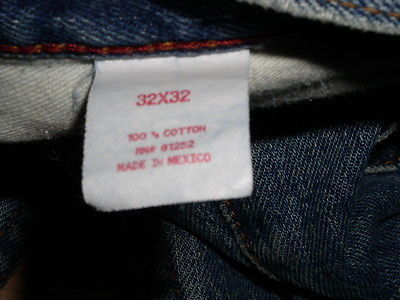 32X32
100 % COTTON
RN# 81252
MADE IN MEXICO